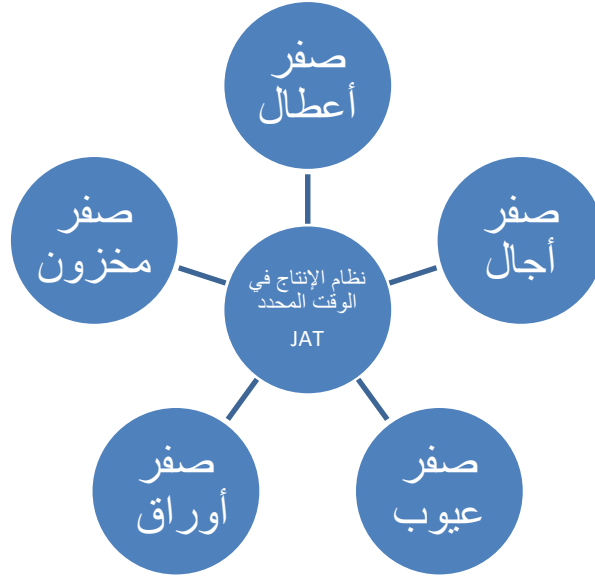 صفر
أعطال
صفر
أجال
صفر
مخزون
نظام الإنتاج في
الوقت المحدد
JAT
صفر
عيوب
صفر
أوراق